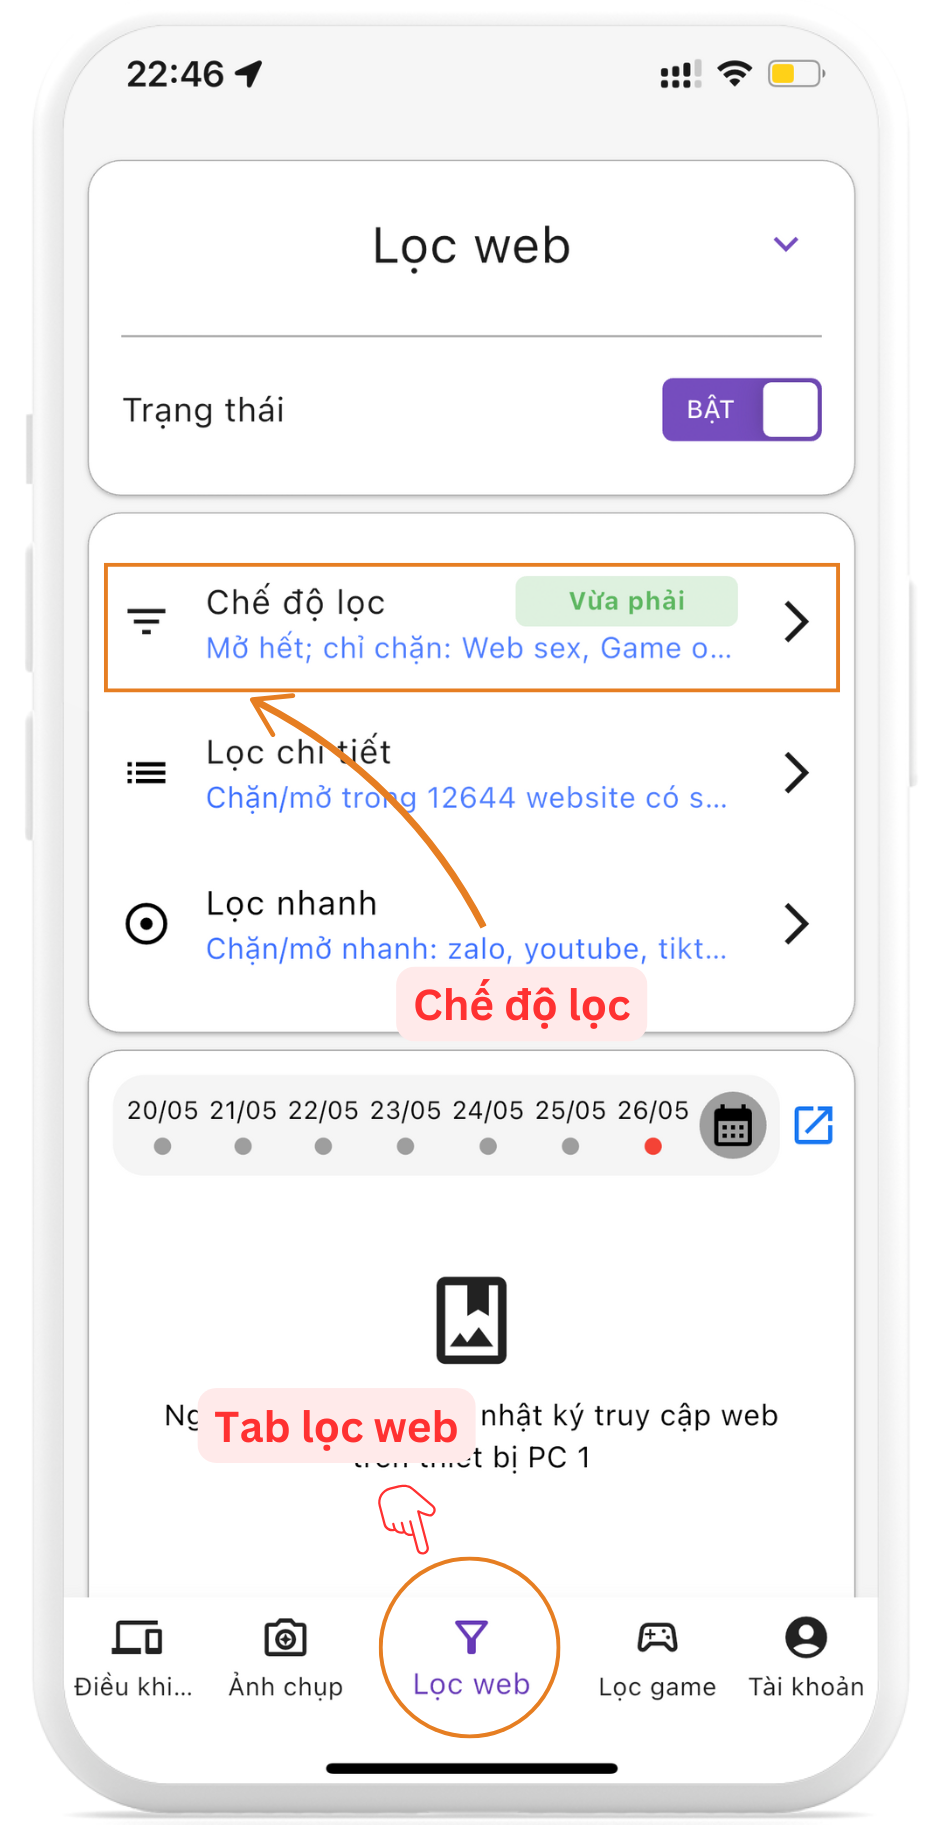 22:46
Lọc web
Trạng thái
BẬT
Chế độ lọc
Vừa phải
Mở hết; chỉ chặn: Web sex, Game o...
Lọc chi tiết
Chặn/mở trong 12644 website có s...
Lọc nhanh
Chặn/mở nhanh: zalo, youtube, tikt...
Chế độ lọc
20/05 21/05 22/05 23/05 24/05 25/05 26/05
Tab lọc web
nhật ký truy cập web
trên thiết bị PC 1
Điều khi...
Ảnh chụp
Lọc web
Lọc game
Tài khoản